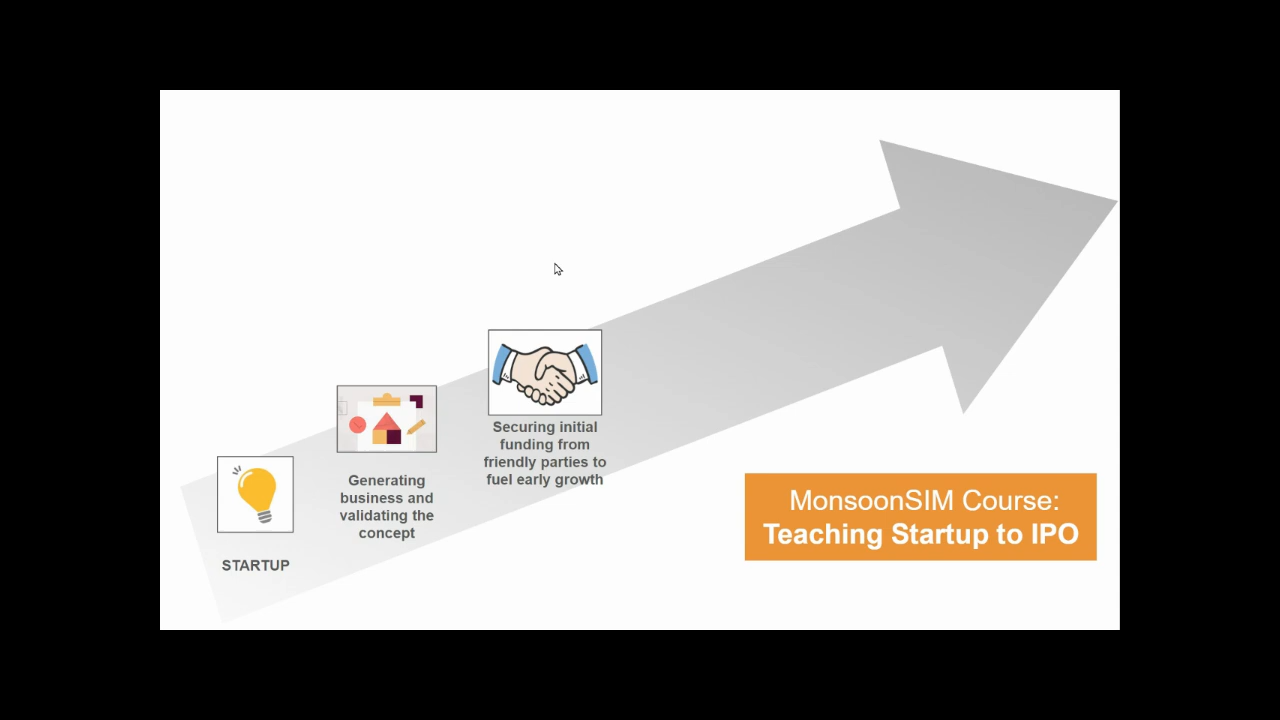 STARTUP
Generating
business and
validating the
concept
Securing initial
funding from
friendly parties to
fuel early growth
MonsoonSIM Course:
Teaching Startup to IPO